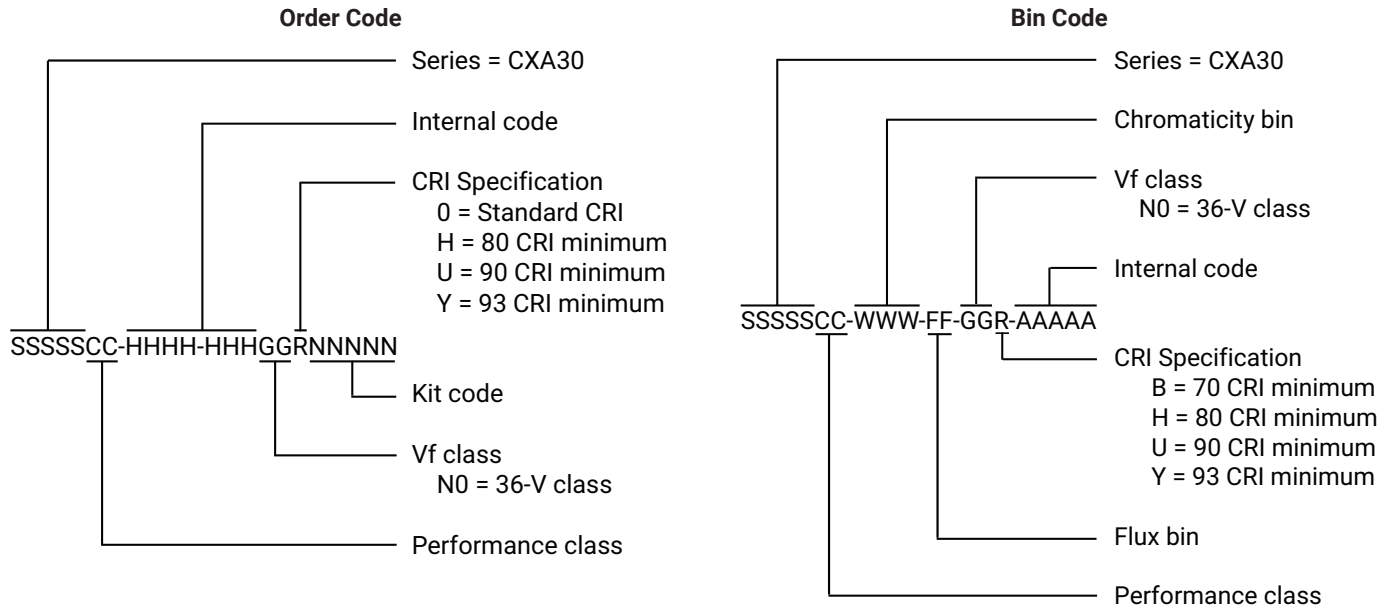 Order Code
Series = CXA30
Internal code
CRI Specification
0 = Standard CRI
H = 80 CRI minimum
U = 90 CRI minimum
Y = 93 CRI minimum
SSSSSCC-HHHH-HHHGGRNNNNN
Kit code
Vf class
N0 = 36-V class
Performance class
Bin Code
Series = CXA30
Chromaticity bin
Vf class
N0 = 36-V class
Internal code
SSSSSCC-WWW-FF-GGR-AAAAA
CRI Specification
B = 70 CRI minimum
H = 80 CRI minimum
U = 90 CRI minimum
Y = 93 CRI minimum
Flux bin
Performance class